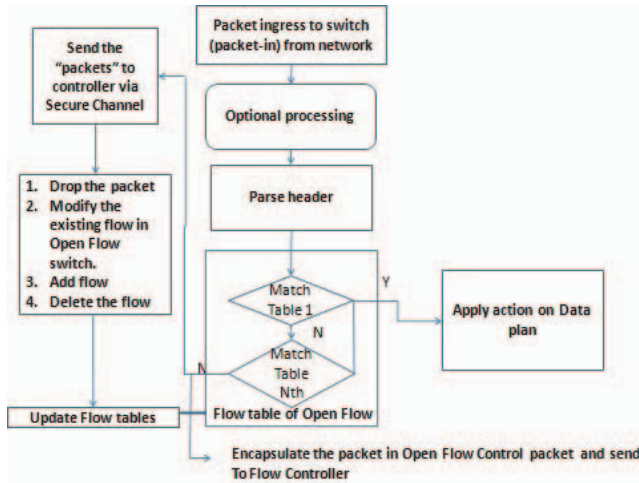 Packet ingress to switch
(packet-in) from network
Send the
“packets” to
controller via
Secure Channel
Optional processing
Parse header
1. Drop the packet
2. Modify the
existing flow in
Open Flow
switch.
3. Add flow
4. Delete the flow
Match
Table 1
Y
N
Apply action on Data
plan
Match
Table
Nth
N
Update Flow tables
Flow table of Open Flow
Encapsulate the packet in Open Flow Control packet and send
To Flow Controller